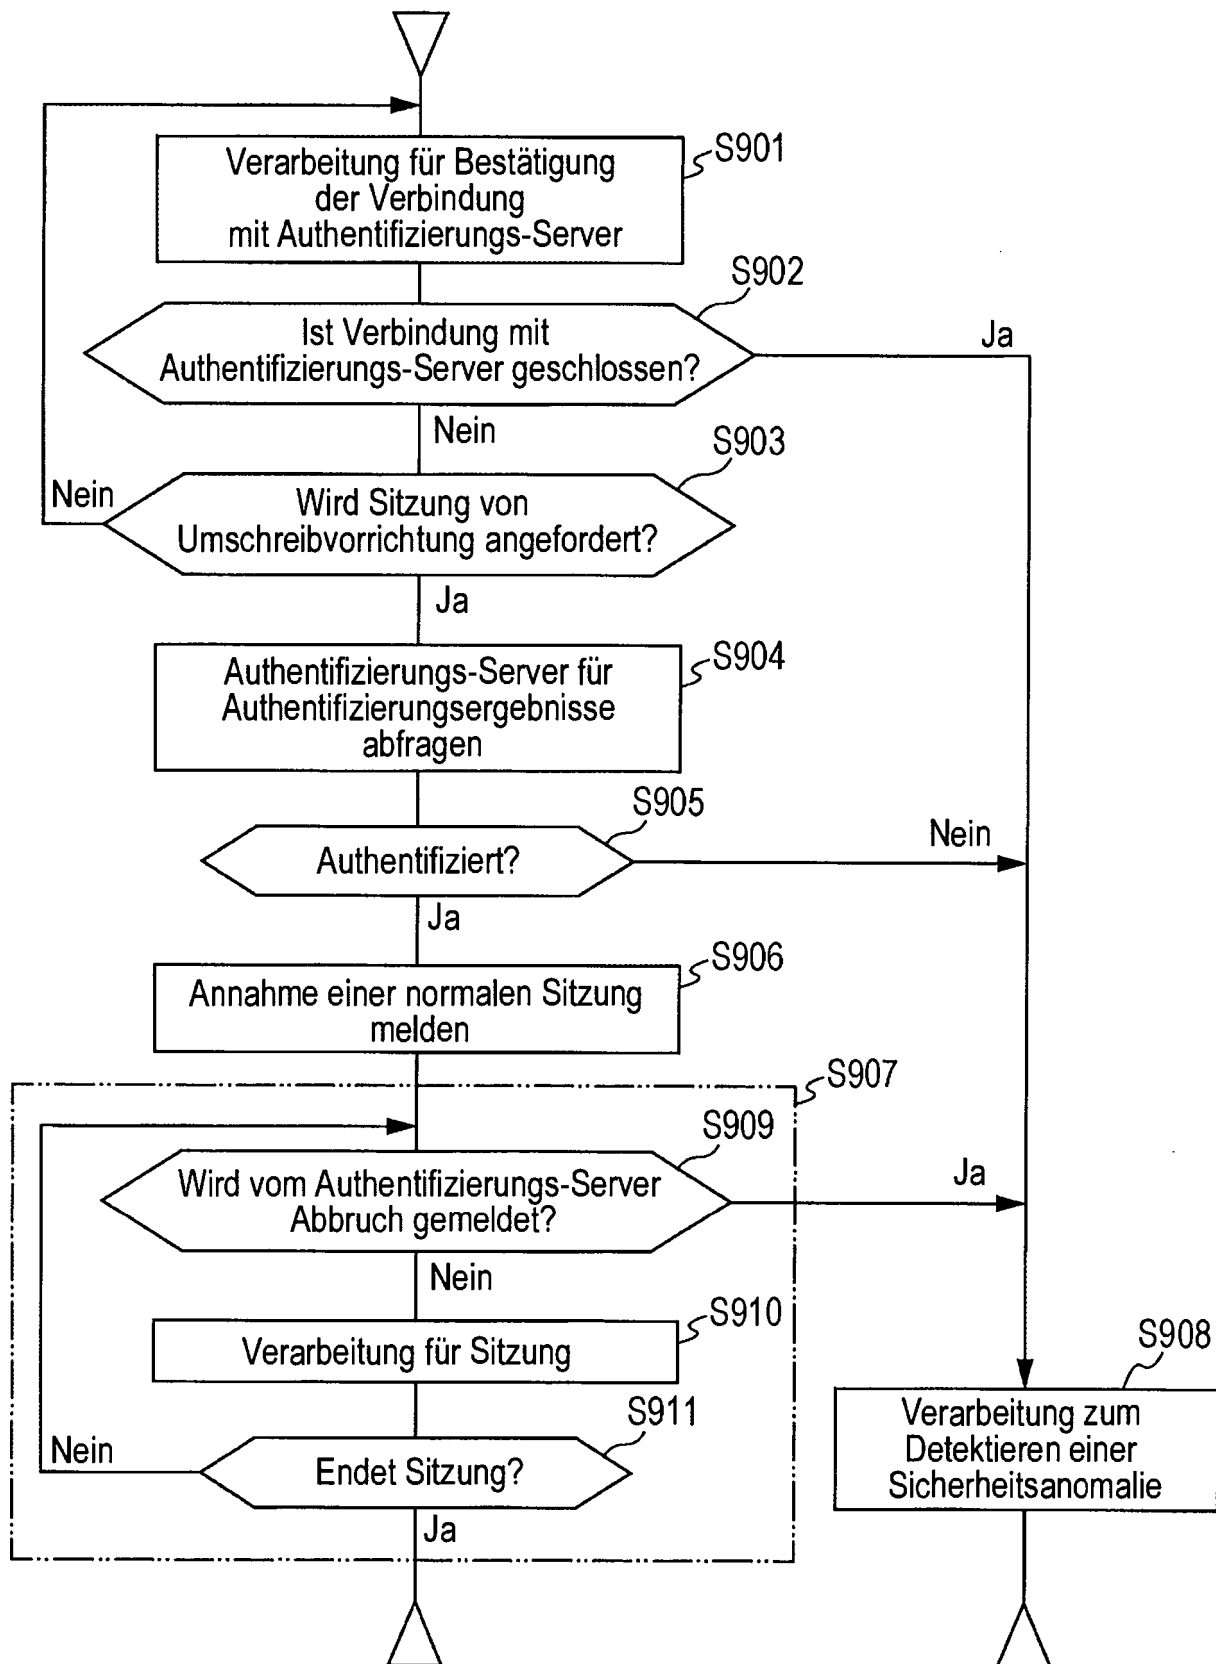 S901
Verarbeitung für Bestätigung
der Verbindung
mit Authentifizierungs-Server
S902
Ist Verbindung mit
Authentifizierungs-Server geschlossen?
Ja
Nein
S903
Nein
Wird Sitzung von
Umschreibvorrichtung angefordert?
Ja
S904
Authentifizierungs-Server für
Authentifizierungsergebnisse
abfragen
S905
Authentifiziert?
Nein
Ja
S906
Annahme einer normalen Sitzung
melden
S907
S909
Wird vom Authentifizierungs-Server
Abbruch gemeldet?
Ja
Nein
S910
Verarbeitung für Sitzung
S911
Nein
Endet Sitzung?
Ja
S908
Verarbeitung zum
Detektieren einer
Sicherheitsanomalie